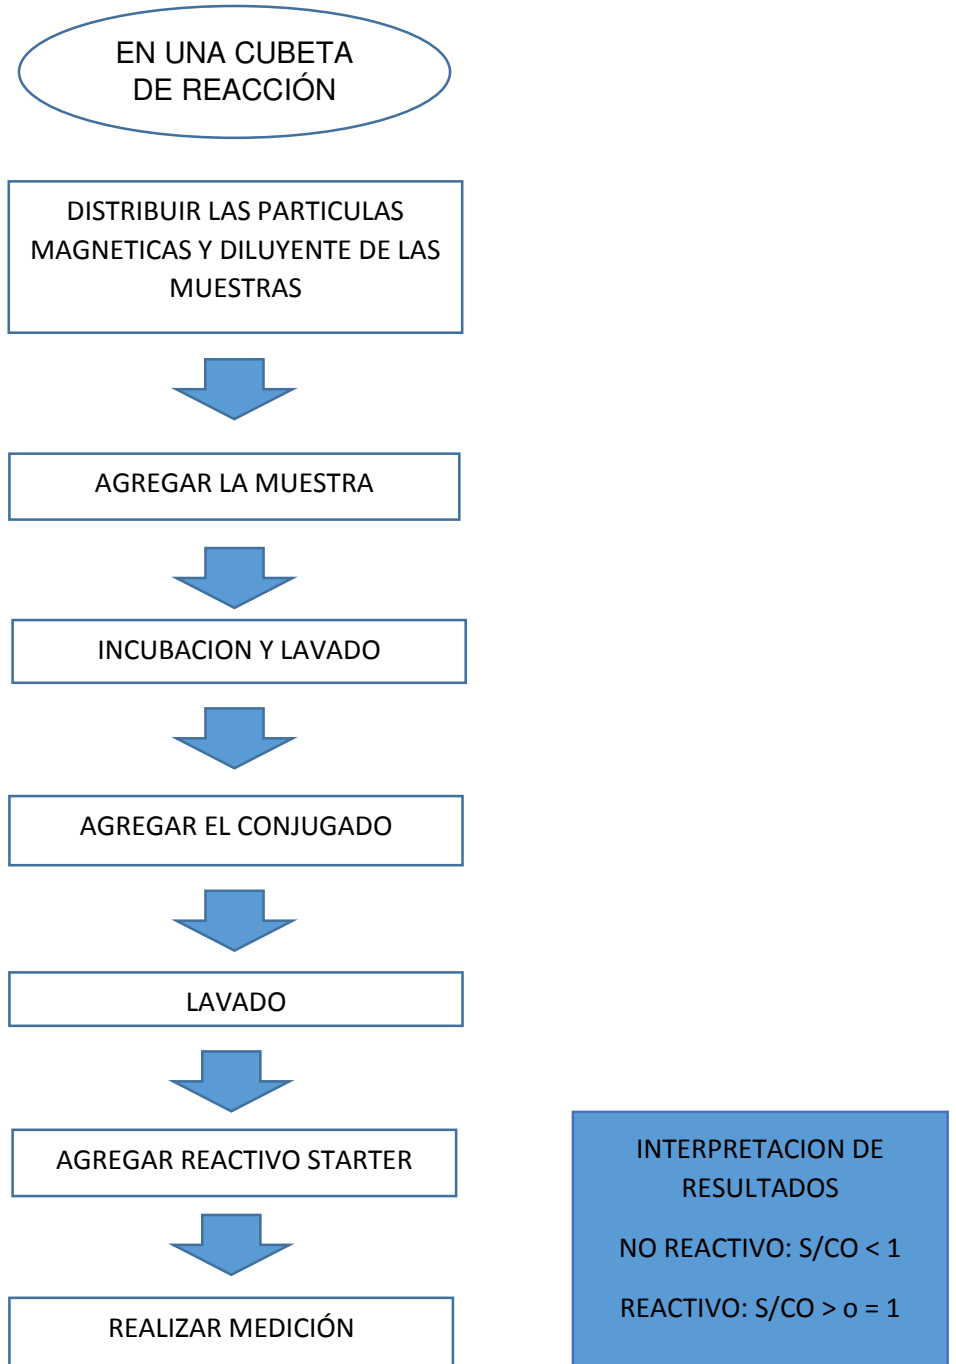 EN UNA CUBETA
DE REACCIÓN
DISTRIBUIR LAS PARTICULAS
MAGNETICAS Y DILUYENTE DE LAS
MUESTRAS
AGREGAR LA MUESTRA
INCUBACION Y LAVADO
AGREGAR EL CONJUGADO
LAVADO
AGREGAR REACTIVO STARTER
REALIZAR MEDICIÓN
INTERPRETACION DE
RESULTADOS
NO REACTIVO: S/CO < 1
REACTIVO: S/CO > o = 1